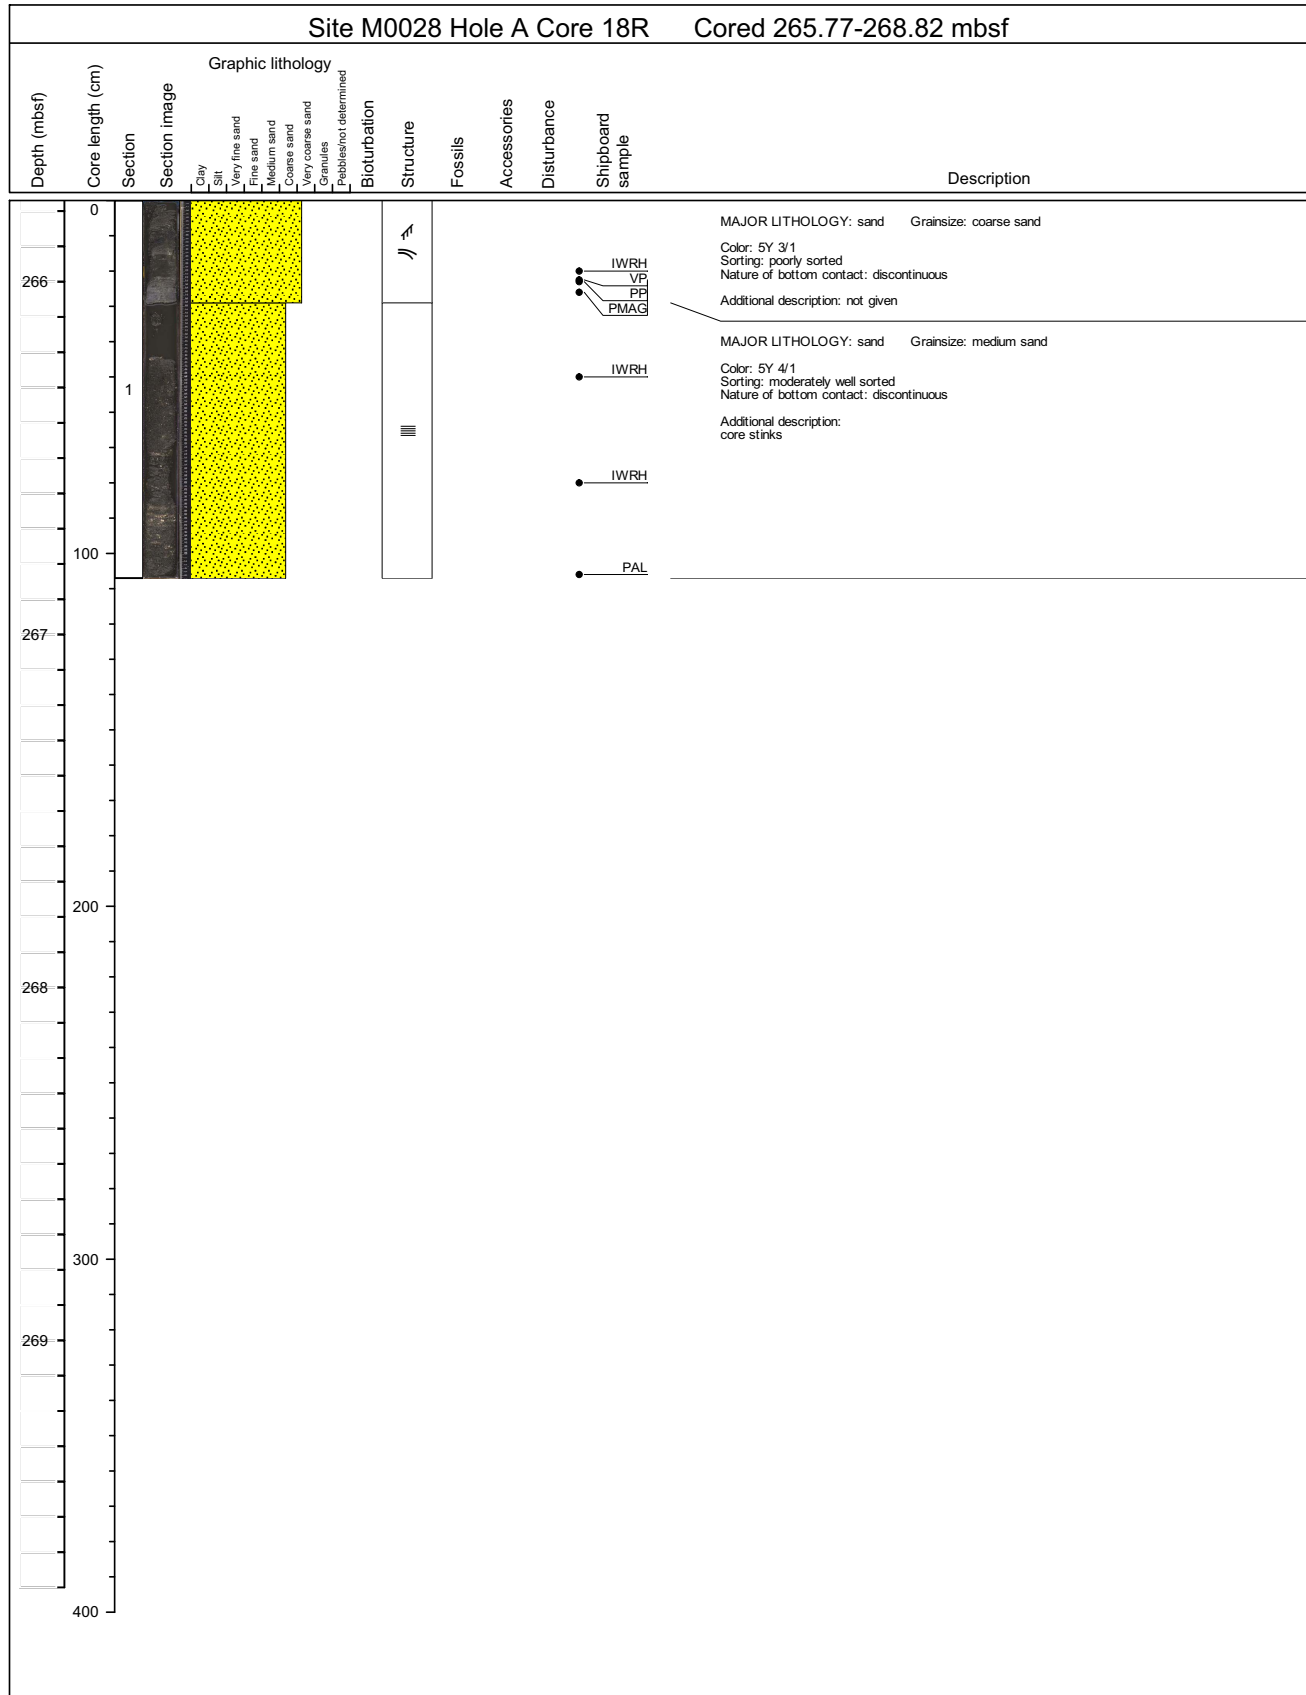 Site M0028 Hole A Core 18R Cored 265.77-268.82 mbsf
Graphic lithology
Depth (mbsf)
Core length (cm)
Section
Section image
Clay
Silt
Very fine sand
Fine sand
Medium sand
Coarse sand
Very coarse sand
Granules
Pebbles/not determined
Bioturbation
Structure
Fossils
Accessories
Disturbance
Shipboard
sample
Description
0
MAJOR LITHOLOGY: sand Grainsize: coarse sand
Color: 5Y 3/1
Sorting: poorly sorted
Nature of bottom contact: discontinuous
Additional description: not given
IWRH
VP
PP
PMAG
266
MAJOR LITHOLOGY: sand Grainsize: medium sand
Color: 5Y 4/1
Sorting: moderately well sorted
Nature of bottom contact: discontinuous
Additional description:
core stinks
IWRH
1
IWRH
100
PAL
267
200
268
300
269
400